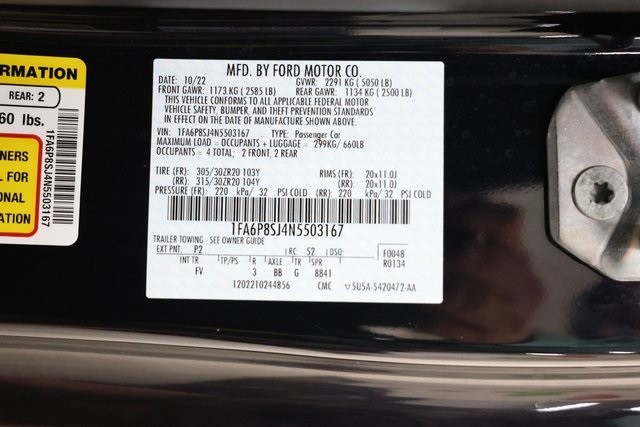 ORMATION
REAR: 2
60 lbs.
NERS
L FOR
ONAL
ION
1FA6P8SJ4N5503167
MFD. BY FORD MOTOR CO.
10/22 GVWR: 2291 KG ( 5050 LB)
FRONT GAWR: 1173 KG ( 2585 LB) REAR GAWR: 1134 KG ( 2500 LB)
THIS VEHICLE CONFORMS TO ALL APPLICABLE FEDERAL MOTOR
VEHICLE SAFETY, BUMPER, AND THEFT PREVENTION STANDARDS
IN EFFECT ON THE DATE OF MANUFACTURE SHOWN ABOVE.
VIN: 1FA6P8SJ4N5503167 TYPE: Passenger Car
MAXIMUM LOAD = OCCUPANTS + LUGGAGE = 299KG/ 660LB
OCCUPANTS = 4 TOTAL; 2 FRONT, 2 REAR
TIRE (FR): 305/30ZR20 103Y RIMS (FR): 20x11.0J
(RR): 315/30ZR20 104Y (RR): 20x11.0J
PRESSURE (FR): 220 kPa/ 32 PSI COLD (RR): 220 kPa/ 32 PSI COLD
1FA6P8SJ4N5503167
TRAILER TOWING - SEE OWNER GUIDE
EXT PNT: P2 RC: 52 DSO: F0048
INT TR TP/PS R AXLE TR SPR R0134
FV 3 BB G 8841
1202210244856 CMC ▽5U5A-5420472-AA